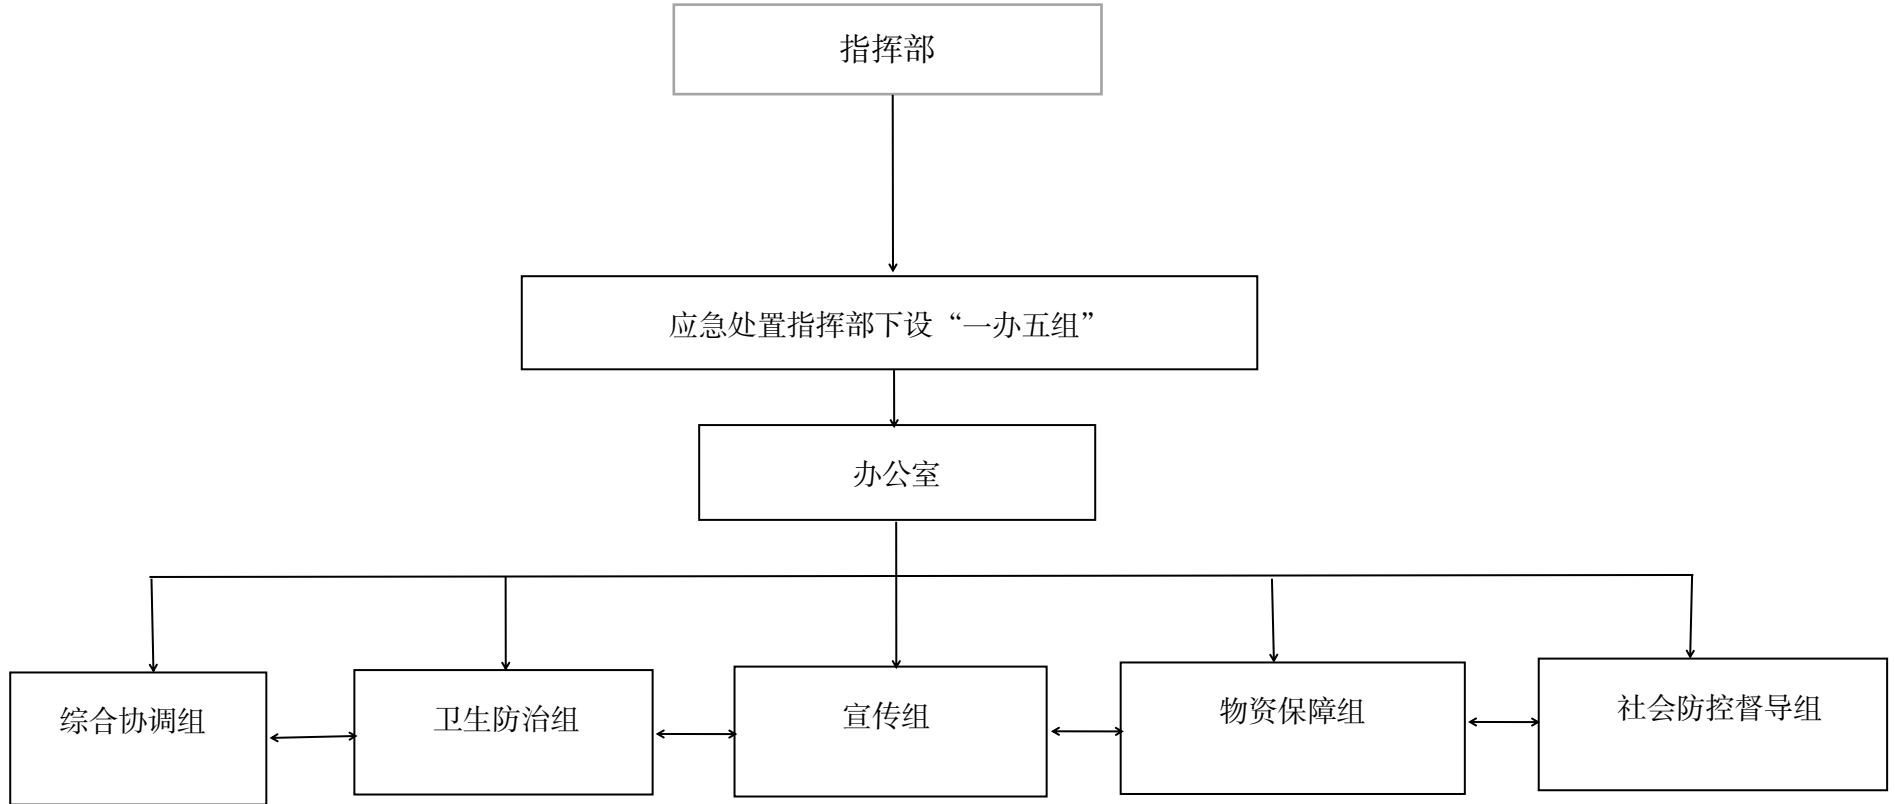 指挥部
应急处置指挥部下设“一办五组”
办公室
综合协调组
卫生防治组
宣传组
物资保障组
社会防控督导组